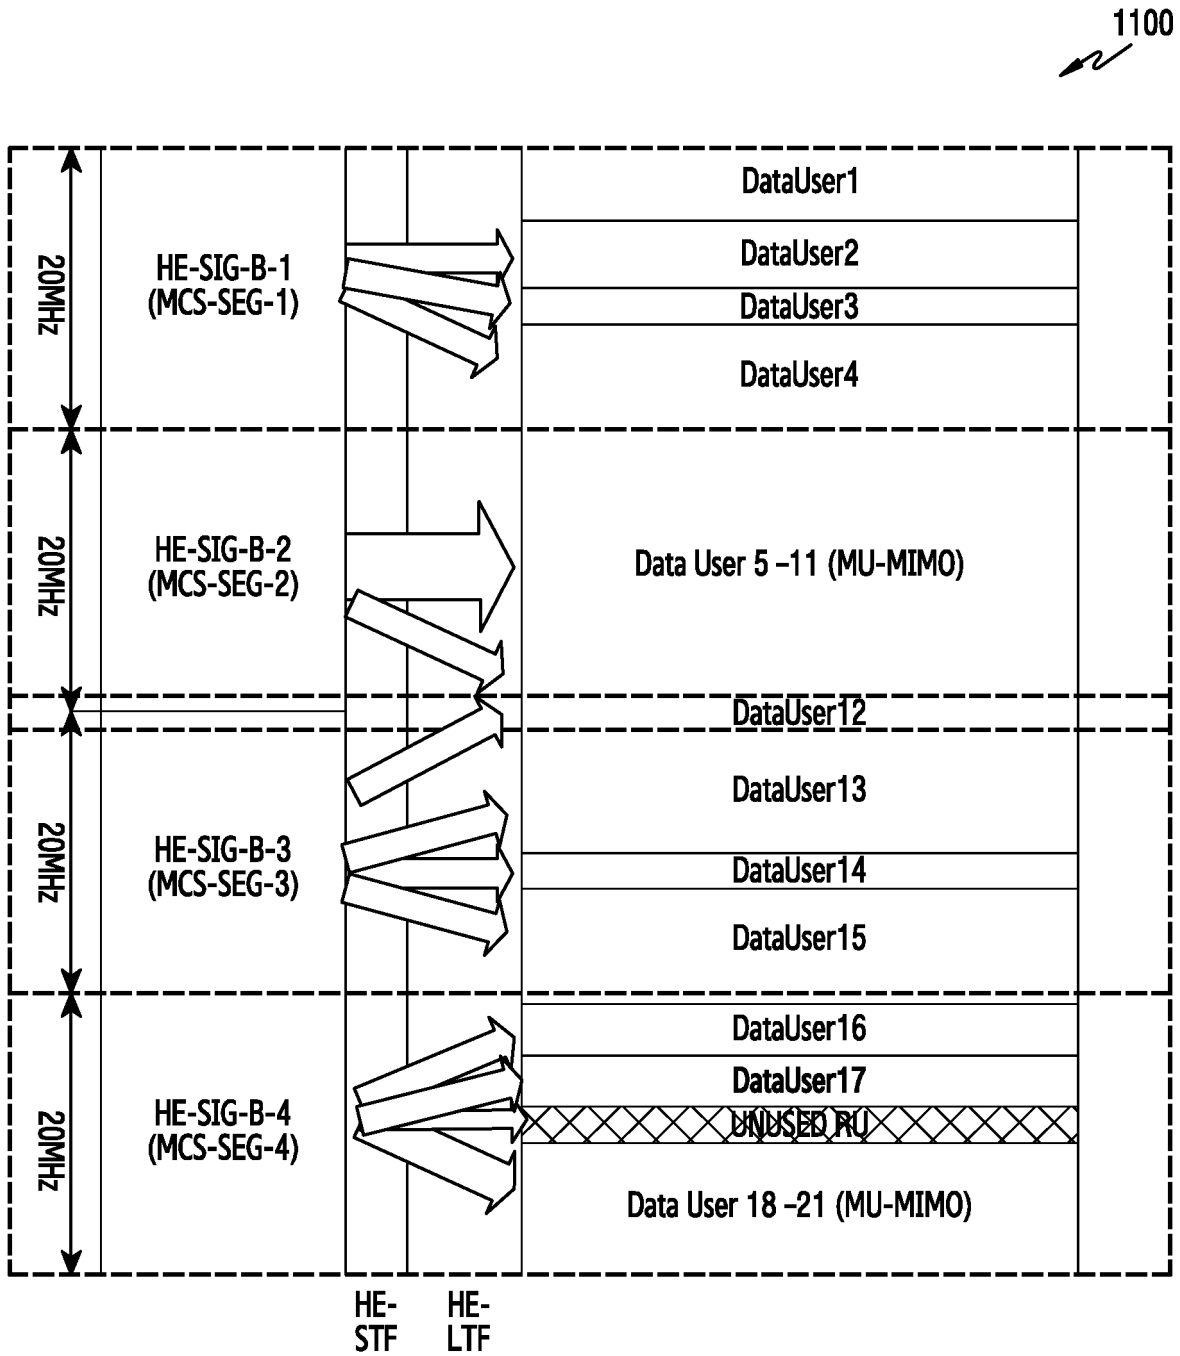 1100
20MHz
HE-SIG-B-1
(MCS-SEG-1)
DataUser1
DataUser2
DataUser3
DataUser4
20MHz
HE-SIG-B-2
(MCS-SEG-2)
Data User 5 –11 (MU-MIMO)
DataUser12
20MHz
HE-SIG-B-3
(MCS-SEG-3)
DataUser13
DataUser14
DataUser15
20MHz
HE-SIG-B-4
(MCS-SEG-4)
DataUser16
DataUser17
UNUSED RU
Data User 18 –21 (MU-MIMO)
HE-
STF
HE-
LTF